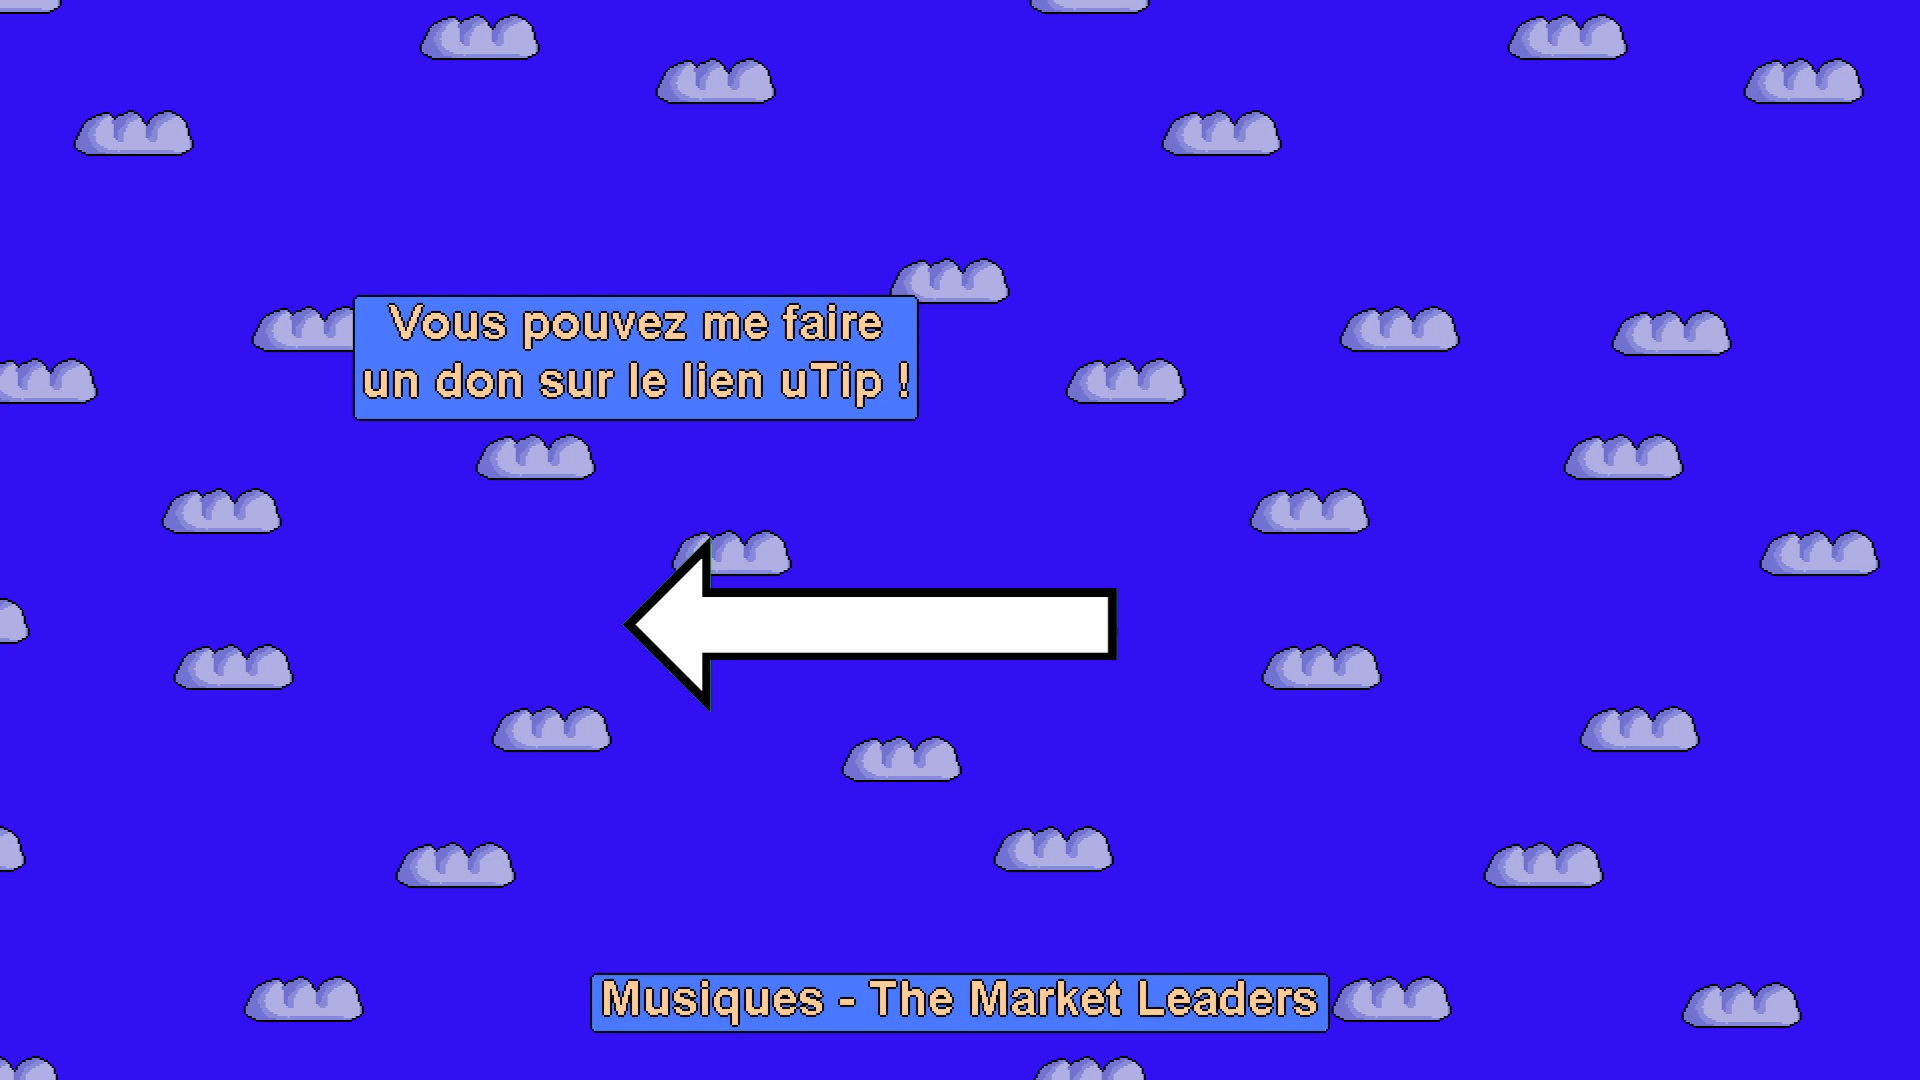 Vous pouvez me faire
un don sur le lien uTip !
Musiques - The Market Leaders